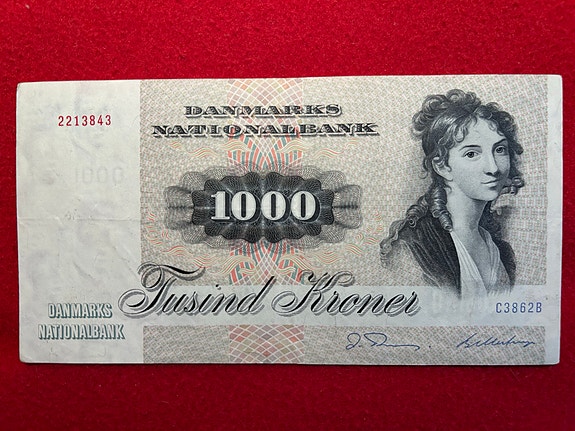 2213843
DANMARKS
NATIONALBANK
1000
Tusind Kroner
DANMARKS
NATIONALBANK
C3862B